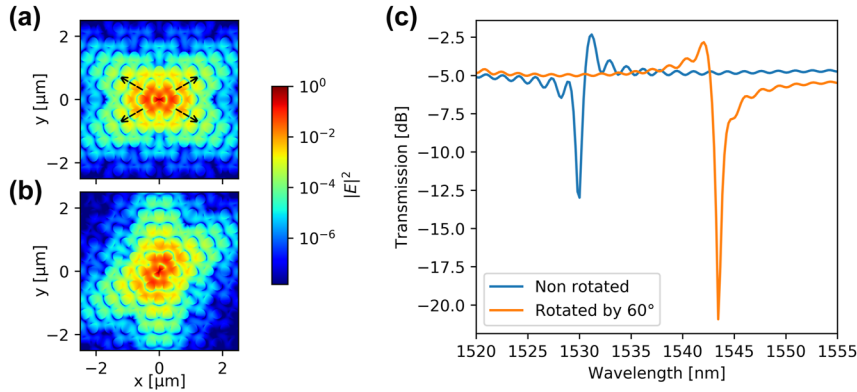 (a)
2
0
−2
y [µm]
(b)
2
0
−2
y [µm]
−2
0
2
x [µm]
10⁰
10⁻²
10⁻⁴
10⁻⁶
|E|²
(c)
−2.5
−5.0
−7.5
−10.0
−12.5
−15.0
−17.5
−20.0
Transmission [dB]
Non rotated
Rotated by 60°
1520 1525 1530 1535 1540 1545 1550 1555
Wavelength [nm]